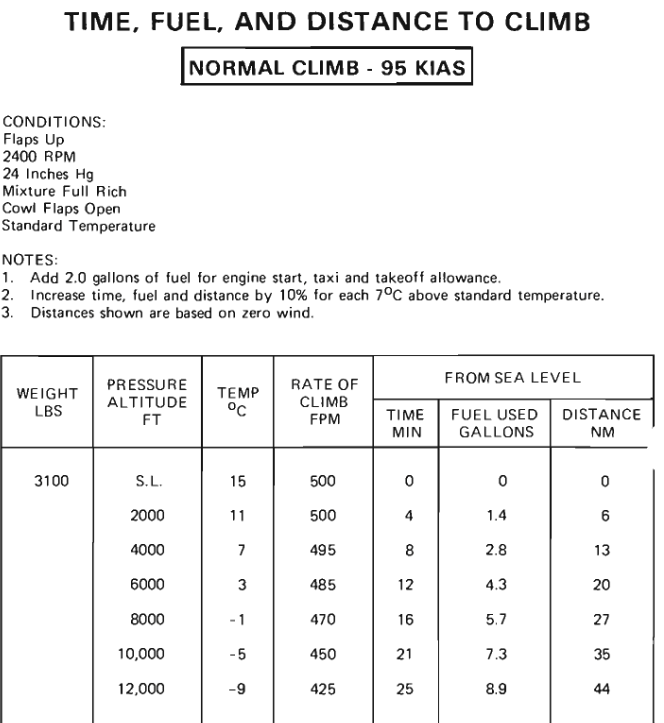 TIME, FUEL, AND DISTANCE TO CLIMB
NORMAL CLIMB - 95 KIAS
CONDITIONS:
Flaps Up
2400 RPM
24 Inches Hg
Mixture Full Rich
Cowl Flaps Open
Standard Temperature
NOTES:
1. Add 2.0 gallons of fuel for engine start, taxi and takeoff allowance.
2. Increase time, fuel and distance by 10% for each 7°C above standard temperature.
3. Distances shown are based on zero wind.
WEIGHT LBS PRESSURE ALTITUDE FT TEMP °C RATE OF CLIMB FPM FROM SEA LEVEL
TIME MIN FUEL USED GALLONS DISTANCE NM
3100 S.L. 15 500 0 0 0
2000 11 500 4 1.4 6
4000 7 495 8 2.8 13
6000 3 485 12 4.3 20
8000 -1 470 16 5.7 27
10,000 -5 450 21 7.3 35
12,000 -9 425 25 8.9 44